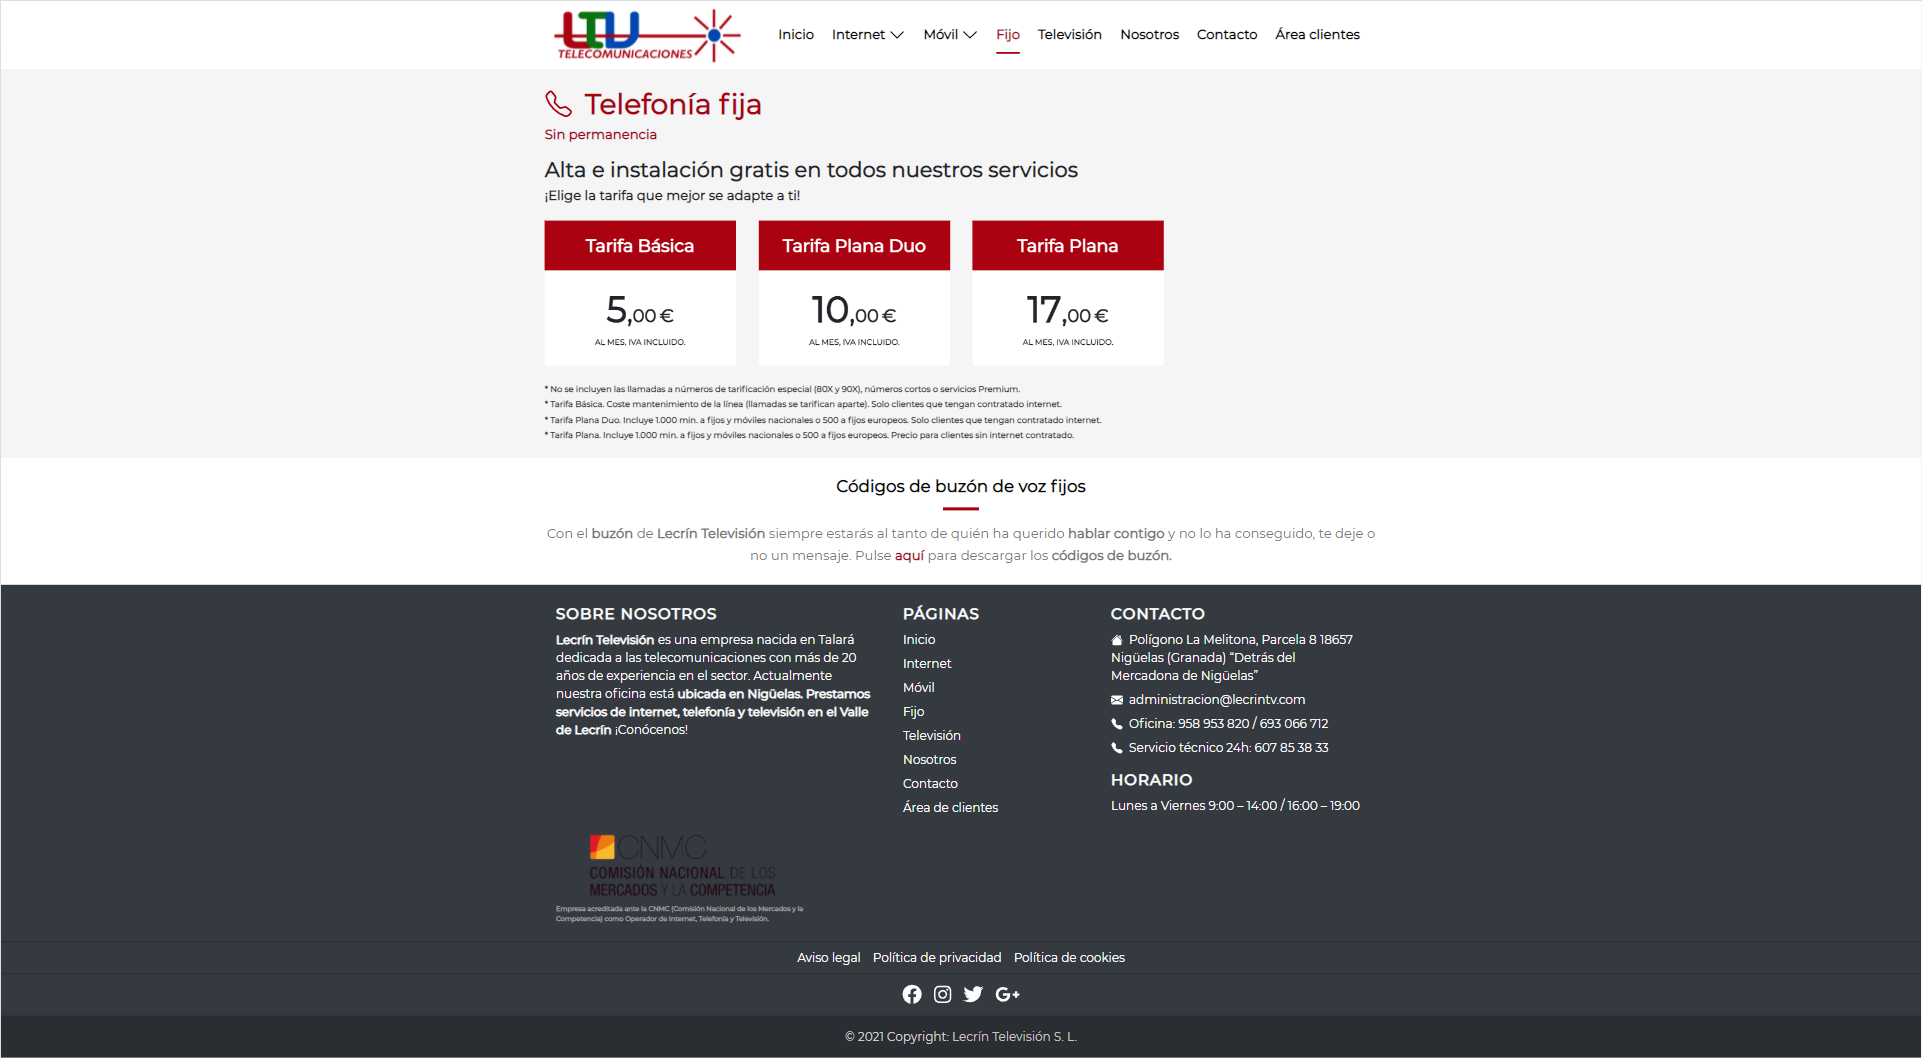 LTV
TELECOMUNICACIONES
Inicio Internet Móvil Fijo Televisión Nosotros Contacto Área clientes
Telefonía fija
Sin permanencia
Alta e instalación gratis en todos nuestros servicios
¡Elige la tarifa que mejor se adapte a ti!
Tarifa Básica
5,00 €
AL MES, IVA INCLUIDO.
Tarifa Plana Duo
10,00 €
AL MES, IVA INCLUIDO.
Tarifa Plana
17,00 €
AL MES, IVA INCLUIDO.
* No se incluyen las llamadas a números de tarificación especial (80X y 90X), números cortos o servicios Premium.
* Tarifa Básica. Coste mantenimiento de la línea (llamadas se tarifican aparte). Solo clientes que tengan contratado internet.
* Tarifa Plana Duo. Incluye 1.000 min. a fijos y móviles nacionales o 500 a fijos europeos. Solo clientes que tengan contratado internet.
* Tarifa Plana. Incluye 1.000 min. a fijos y móviles nacionales o 500 a fijos europeos. Precio para clientes sin internet contratado.
Códigos de buzón de voz fijos
Con el buzón de Lecrín Televisión siempre estarás al tanto de quién ha querido hablar contigo y no lo ha conseguido, te deje o
no un mensaje. Pulse aquí para descargar los códigos de buzón.
SOBRE NOSOTROS
Lecrín Televisión es una empresa nacida en Talará
dedicada a las telecomunicaciones con más de 20
años de experiencia en el sector. Actualmente
nuestra oficina está ubicada en Nigüelas. Prestamos
servicios de internet, telefonía y televisión en el Valle
de Lecrín ¡Conócenos!
PÁGINAS
Inicio
Internet
Móvil
Fijo
Televisión
Nosotros
Contacto
Área de clientes
CONTACTO
Polígono La Melitona, Parcela 8 18657
Nigüelas (Granada) “Detrás del
Mercadona de Nigüelas”
administracion@lecrintv.com
Oficina: 958 953 820 / 693 066 712
Servicio técnico 24h: 607 85 38 33
HORARIO
Lunes a Viernes 9:00 – 14:00 / 16:00 – 19:00
CNMC
COMISIÓN NACIONAL DE LOS
MERCADOS Y LA COMPETENCIA
Empresa acreditada ante la CNMC (Comisión Nacional de los Mercados y la
Competencia) como Operador de Internet, Telefonía y Televisión.
Aviso legal Política de privacidad Política de cookies
G+
© 2021 Copyright: Lecrín Televisión S. L.